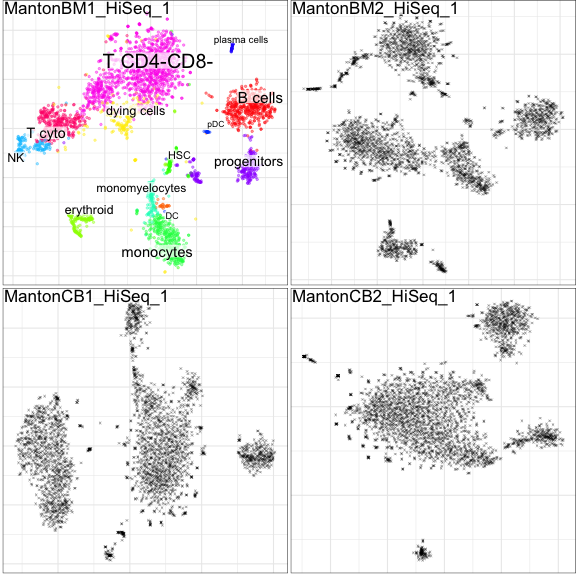 MantonBM1_HiSeq_1
MantonBM2_HiSeq_1
plasma cells
T CD4-CD8-
B cells
dying cells
pDC
T cyto
NK
HSC
progenitors
monomyelocytes
DC
erythroid
monocytes
MantonCB1_HiSeq_1
MantonCB2_HiSeq_1